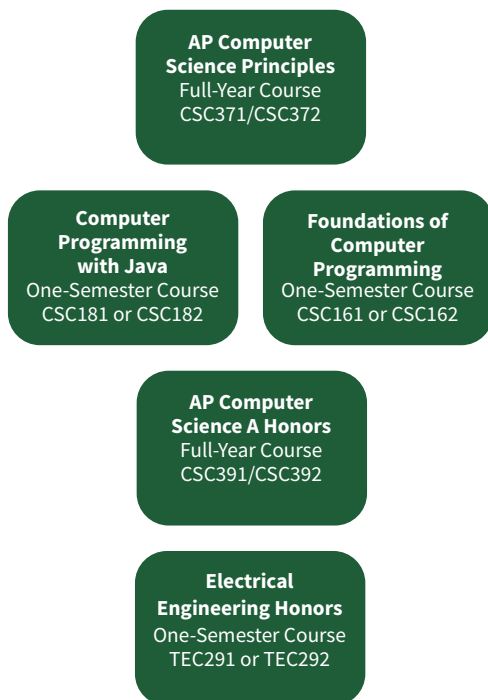 AP Computer
Science Principles
Full-Year Course
CSC371/CSC372
Computer
Programming
with Java
One-Semester Course
CSC181 or CSC182
Foundations of
Computer
Programming
One-Semester Course
CSC161 or CSC162
AP Computer
Science A Honors
Full-Year Course
CSC391/CSC392
Electrical
Engineering Honors
One-Semester Course
TEC291 or TEC292